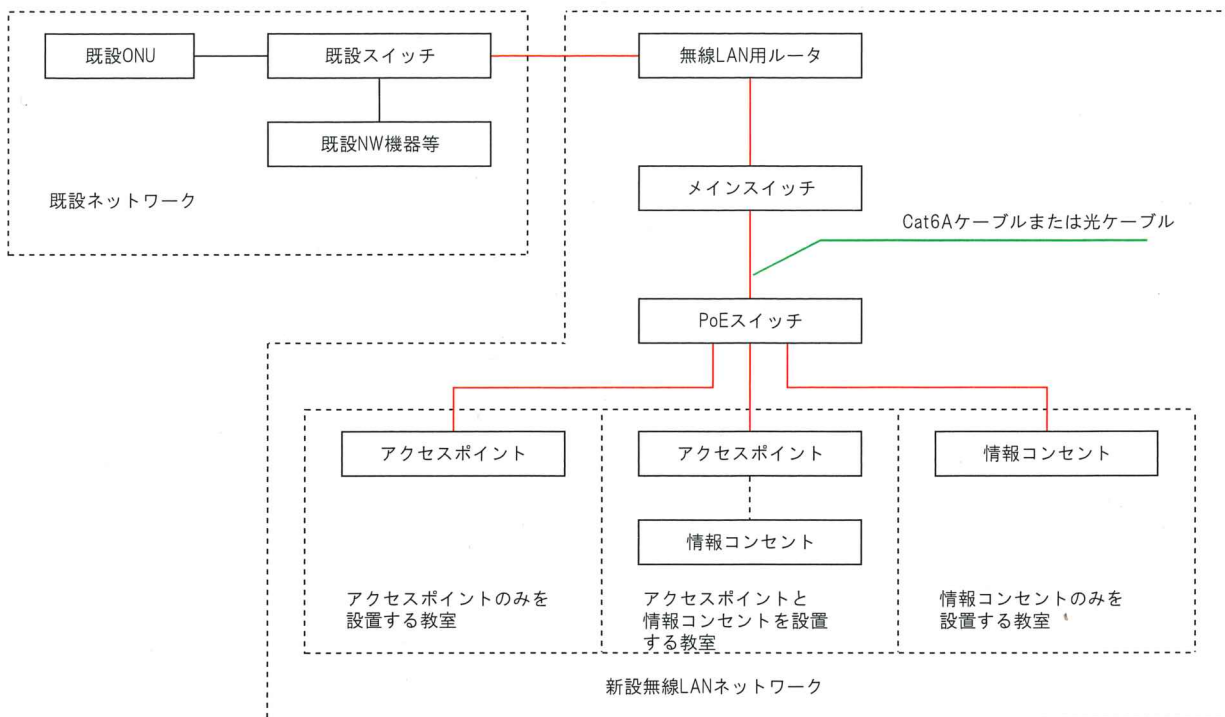 既設ONU
既設スイッチ
無線LAN用ルータ
既設NW機器等
既設ネットワーク
メインスイッチ
Cat6Aケーブルまたは光ケーブル
PoEスイッチ
アクセスポイント
アクセスポイント
情報コンセント
情報コンセント
アクセスポイントのみを
設置する教室
アクセスポイントと
情報コンセントを設置
する教室
情報コンセントのみを
設置する教室
新設無線LANネットワーク